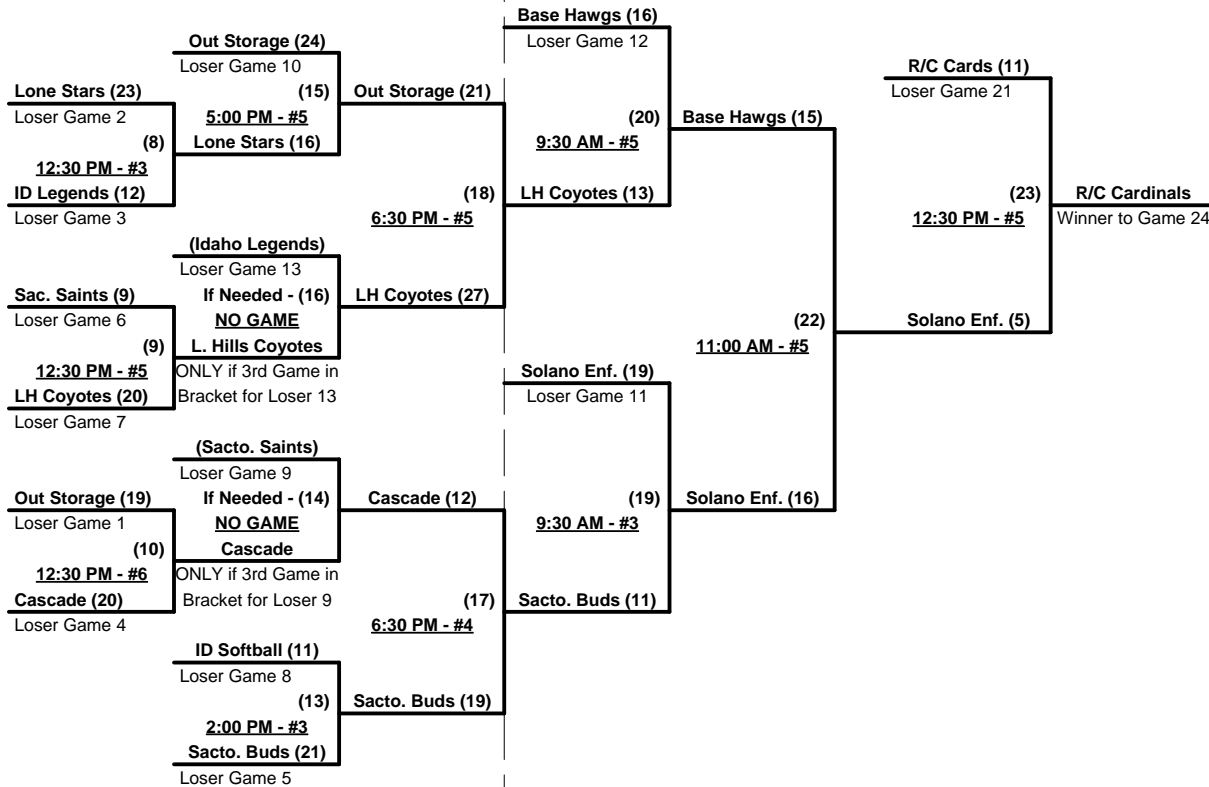 Base Hawgs (16)
Loser Game 12
Out Storage (24)
Loser Game 10
R/C Cards (11)
Loser Game 21
Lone Stars (23)
Loser Game 2
(15)
5:00 PM - #5
Out Storage (21)
(20)
9:30 AM - #5
Base Hawgs (15)
(8)
12:30 PM - #3
Lone Stars (16)
ID Legends (12)
Loser Game 3
(18)
6:30 PM - #5
LH Coyotes (13)
(23)
12:30 PM - #5
R/C Cardinals
Winner to Game 24
(Idaho Legends)
Loser Game 13
Sac. Saints (9)
Loser Game 6
If Needed - (16)
NO GAME
LH Coyotes (27)
(22)
11:00 AM - #5
Solano Enf. (5)
(9)
12:30 PM - #5
L. Hills Coyotes
ONLY if 3rd Game in
Bracket for Loser 13
LH Coyotes (20)
Loser Game 7
Solano Enf. (19)
Loser Game 11
(Sacto. Saints)
Loser Game 9
Out Storage (19)
Loser Game 1
If Needed - (14)
NO GAME
Cascade (12)
(19)
9:30 AM - #3
Solano Enf. (16)
(10)
12:30 PM - #6
Cascade
ONLY if 3rd Game in
Bracket for Loser 9
Cascade (20)
Loser Game 4
(17)
6:30 PM - #4
Sacto. Buds (11)
ID Softball (11)
Loser Game 8
(13)
2:00 PM - #3
Sacto. Buds (19)
Sacto. Buds (21)
Loser Game 5